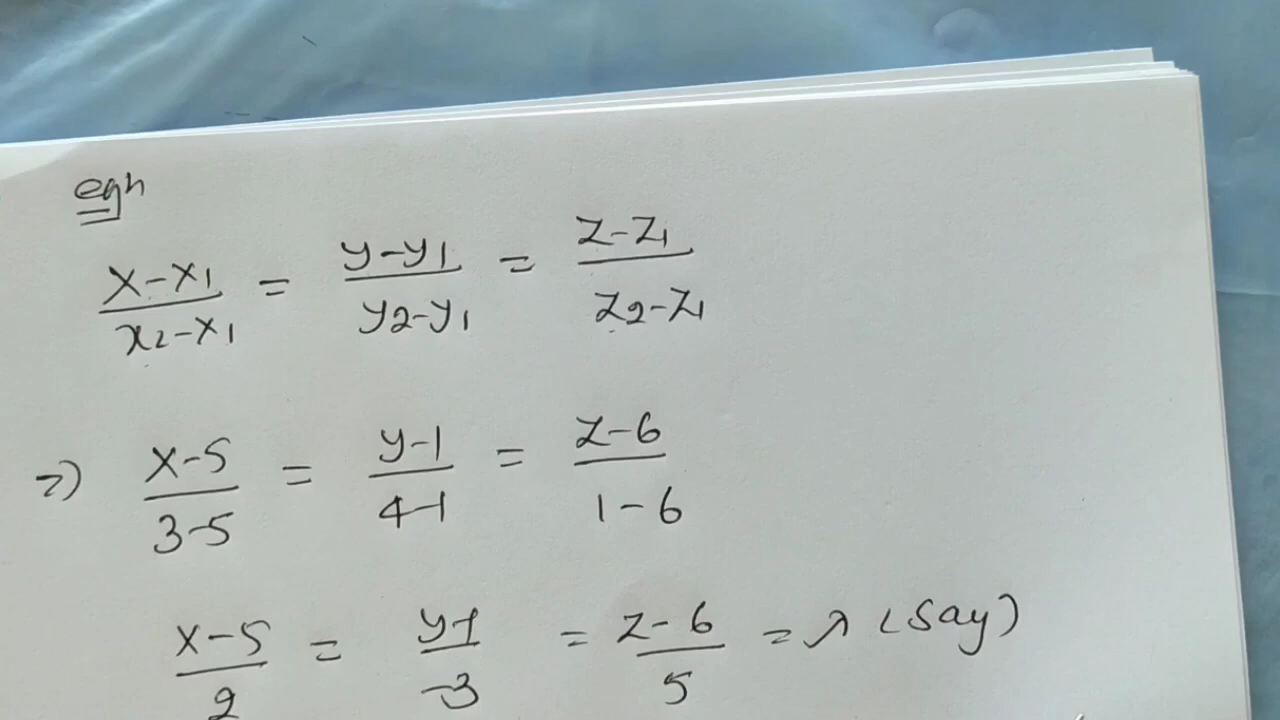 eqn
x-x₁/x₂-x₁ = y-y₁/y₂-y₁ = z-z₁/z₂-z₁
=) x-5/3-5 = y-1/4-1 = z-6/1-6
x-5/2 = y-1/-3 = z-6/5 = λ (say)